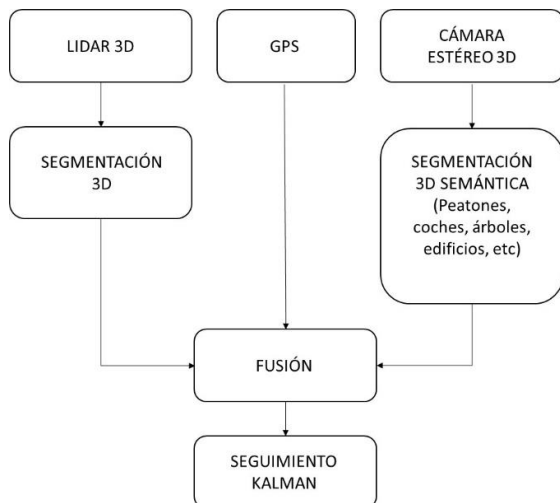 LIDAR 3D
GPS
CÁMARA
ESTÉREO 3D
SEGMENTACIÓN
3D
SEGMENTACIÓN
3D SEMÁNTICA
(Peatones,
coches, árboles,
edificios, etc)
FUSIÓN
SEGUIMIENTO
KALMAN